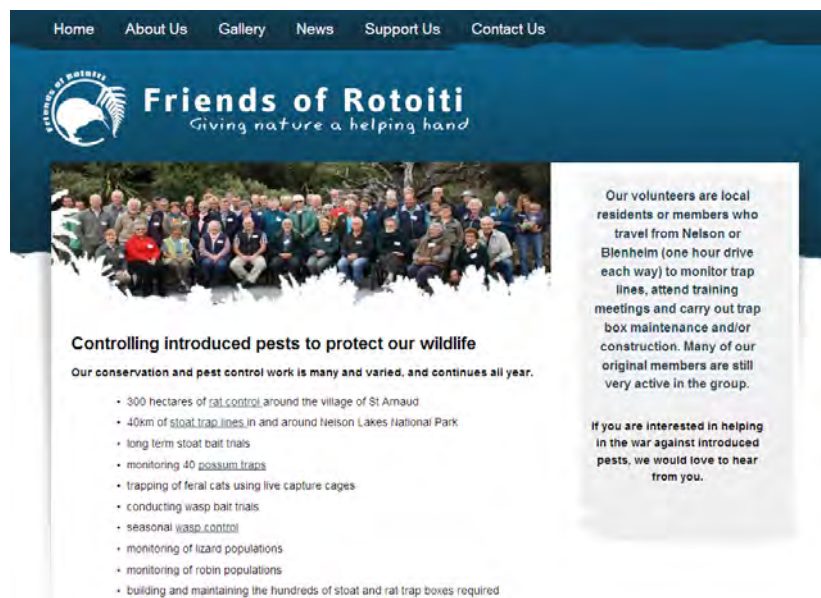 Home About Us Gallery News Support Us Contact Us
Friends of Rotoiti
Friends of Rotoiti
Giving nature a helping hand
Controlling introduced pests to protect our wildlife
Our conservation and pest control work is many and varied, and continues all year.
• 300 hectares of rat control around the village of St Arnaud
• 40km of stoat trap lines in and around Nelson Lakes National Park
• long term stoat bait trials
• monitoring 40 possum traps
• trapping of feral cats using live capture cages
• conducting wasp bait trials
• seasonal wasp control
• monitoring of lizard populations
• monitoring of robin populations
• building and maintaining the hundreds of stoat and rat trap boxes required
Our volunteers are local
residents or members who
travel from Nelson or
Blenheim (one hour drive
each way) to monitor trap
lines, attend training
meetings and carry out trap
box maintenance and/or
construction. Many of our
original members are still
very active in the group.
If you are interested in helping
in the war against introduced
pests, we would love to hear
from you.